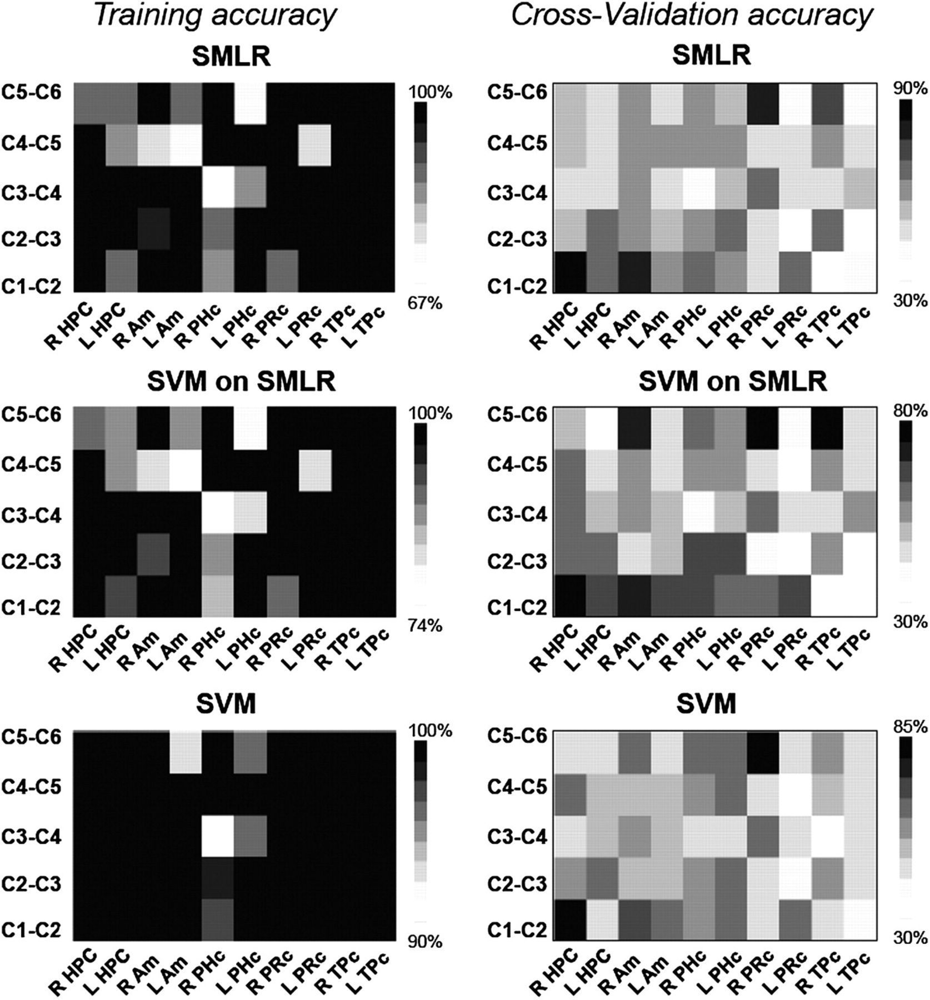 Training accuracy
Cross-Validation accuracy
SMLR
C5-C6
C4-C5
C3-C4
C2-C3
C1-C2
100%
67%
R HPC
L HPC
R Am
L Am
R PHc
L PHc
R PRc
L PRc
R TPc
L TPc
SMLR
C5-C6
C4-C5
C3-C4
C2-C3
C1-C2
90%
30%
R HPC
L HPC
R Am
L Am
R PHc
L PHc
R PRc
L PRc
R TPc
L TPc
SVM on SMLR
C5-C6
C4-C5
C3-C4
C2-C3
C1-C2
100%
74%
R HPC
L HPC
R Am
L Am
R PHc
L PHc
R PRc
L PRc
R TPc
L TPc
SVM on SMLR
C5-C6
C4-C5
C3-C4
C2-C3
C1-C2
80%
30%
R HPC
L HPC
R Am
L Am
R PHc
L PHc
R PRc
L PRc
R TPc
L TPc
SVM
C5-C6
C4-C5
C3-C4
C2-C3
C1-C2
100%
90%
R HPC
L HPC
R Am
L Am
R PHc
L PHc
R PRc
L PRc
R TPc
L TPc
SVM
C5-C6
C4-C5
C3-C4
C2-C3
C1-C2
85%
30%
R HPC
L HPC
R Am
L Am
R PHc
L PHc
R PRc
L PRc
R TPc
L TPc